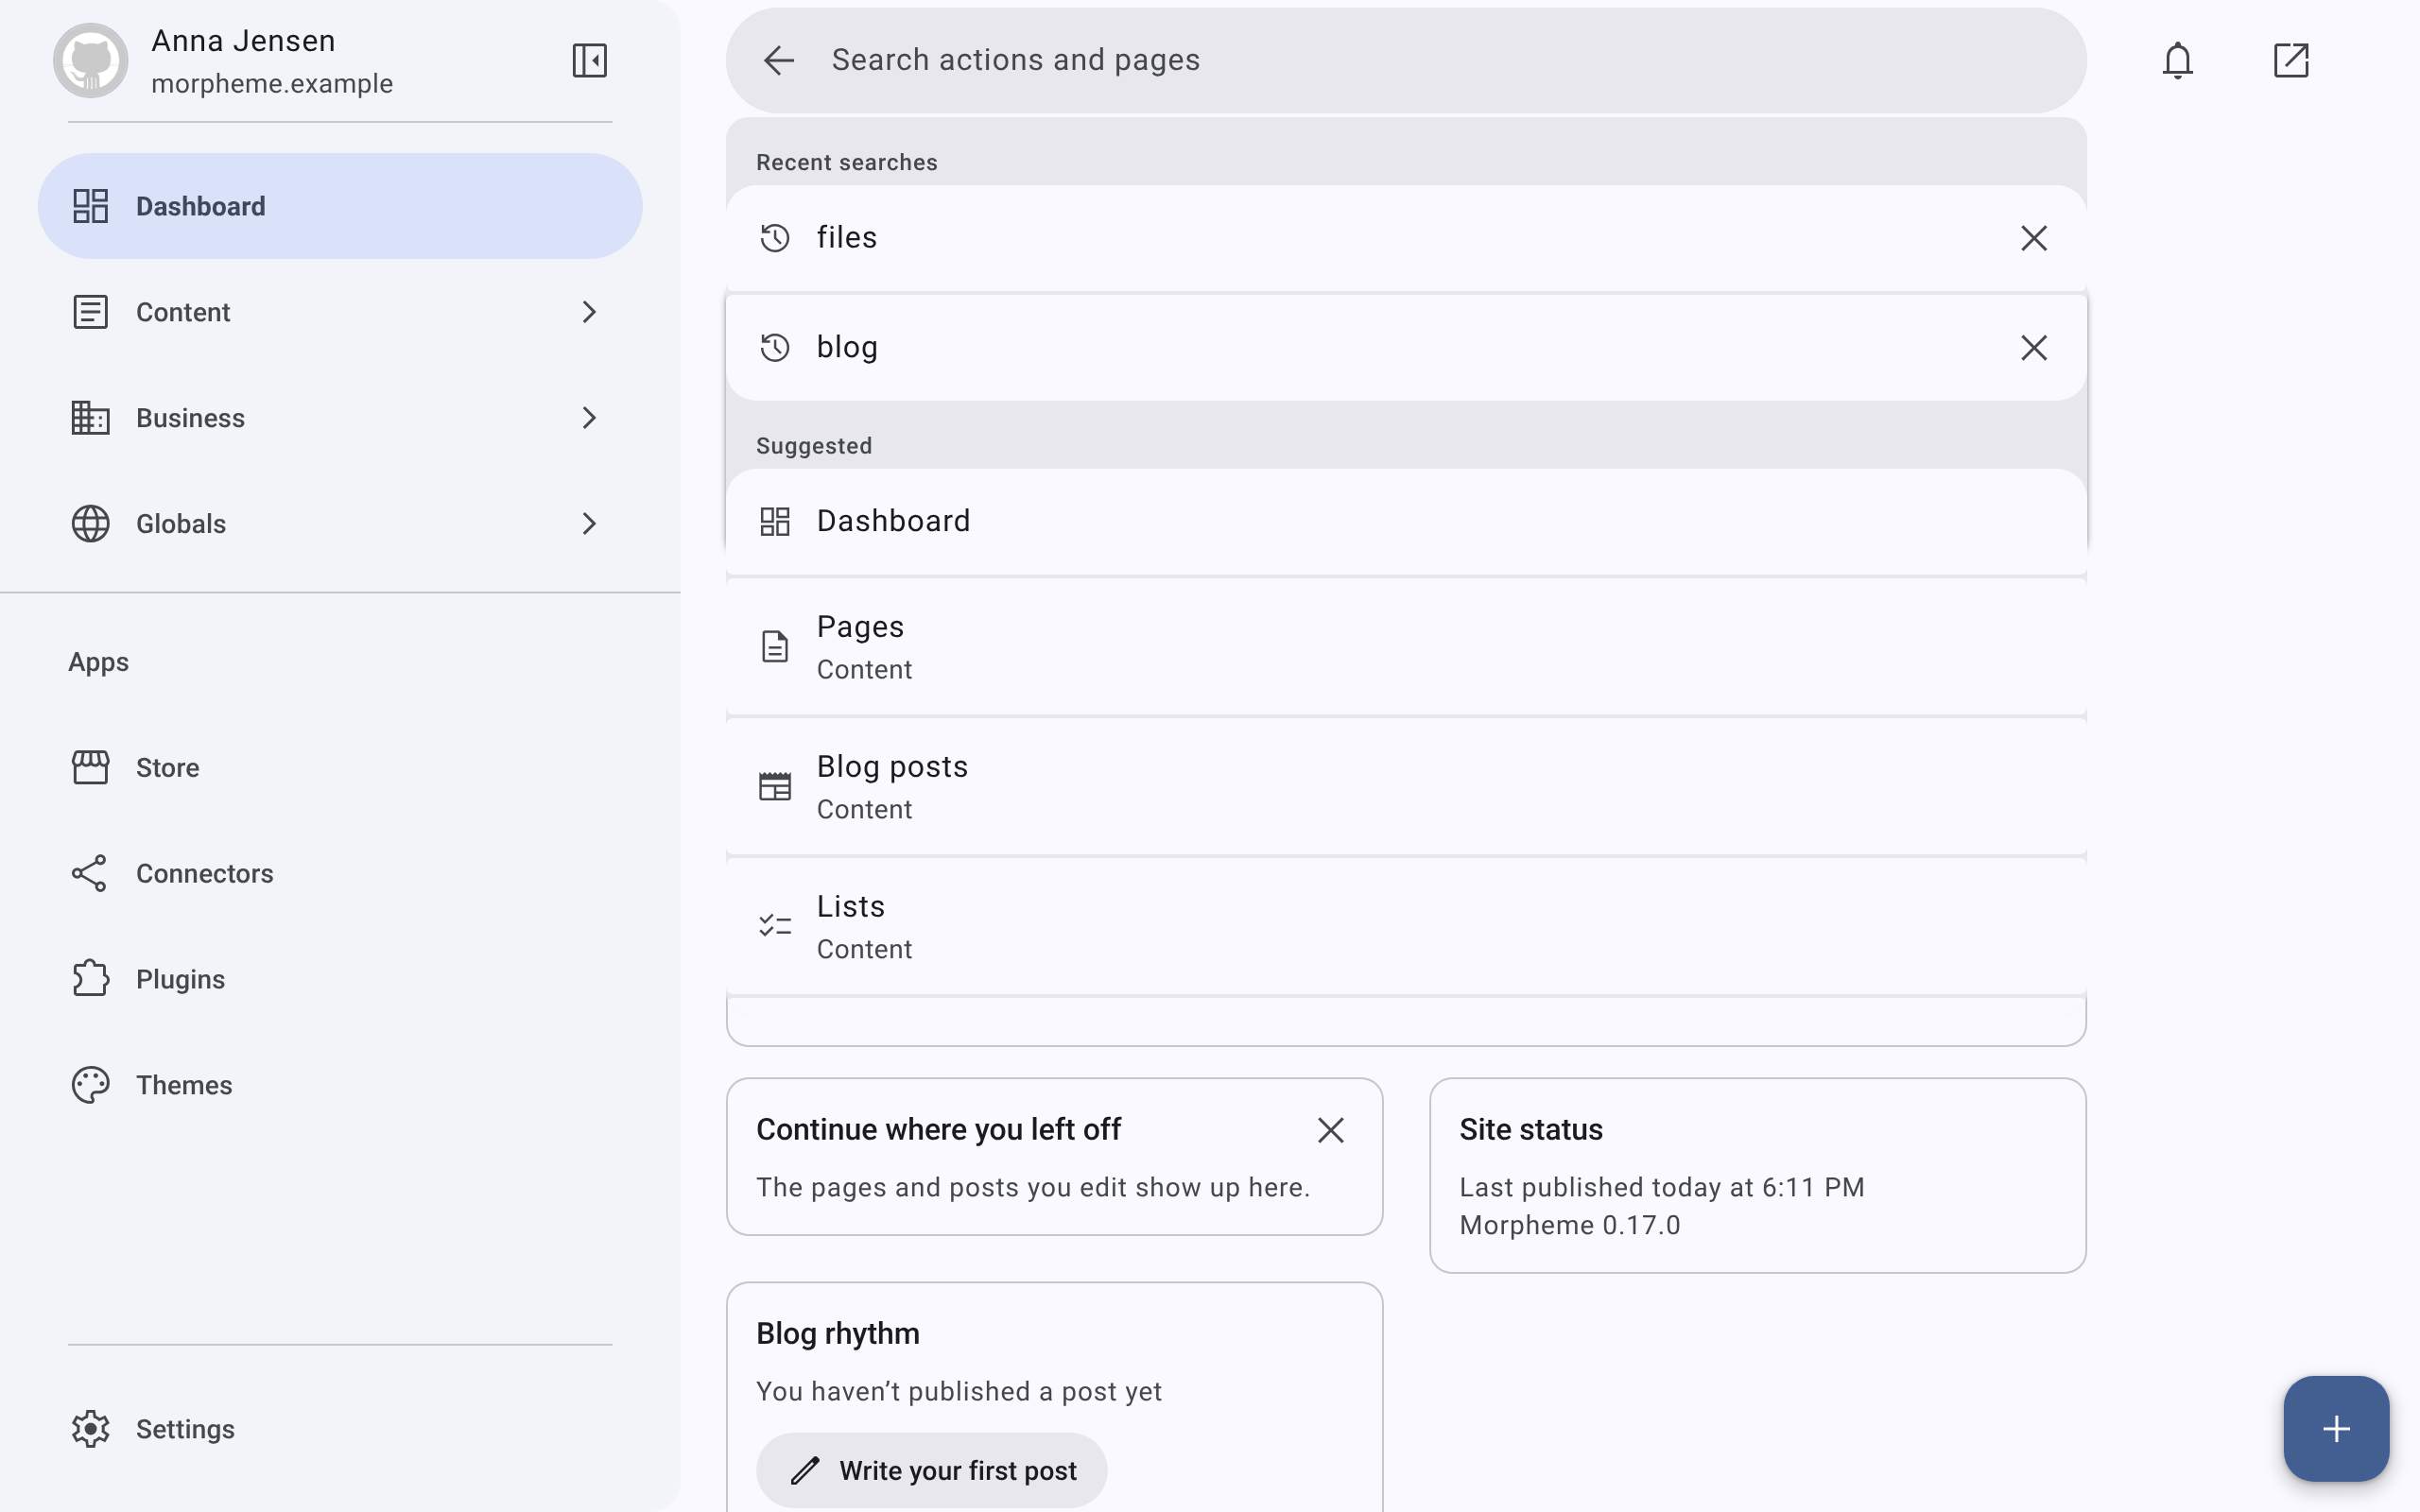 Anna Jensen
morpheme.example
Dashboard
Content
Business
Globals
Apps
Store
Connectors
Plugins
Themes
Settings
Search actions and pages
Recent searches
files
blog
Suggested
Dashboard
Pages
Content
Blog posts
Content
Lists
Content
Continue where you left off
The pages and posts you edit show up here.
Site status
Last published today at 6:11 PM
Morpheme 0.17.0
Blog rhythm
You haven’t published a post yet
Write your first post